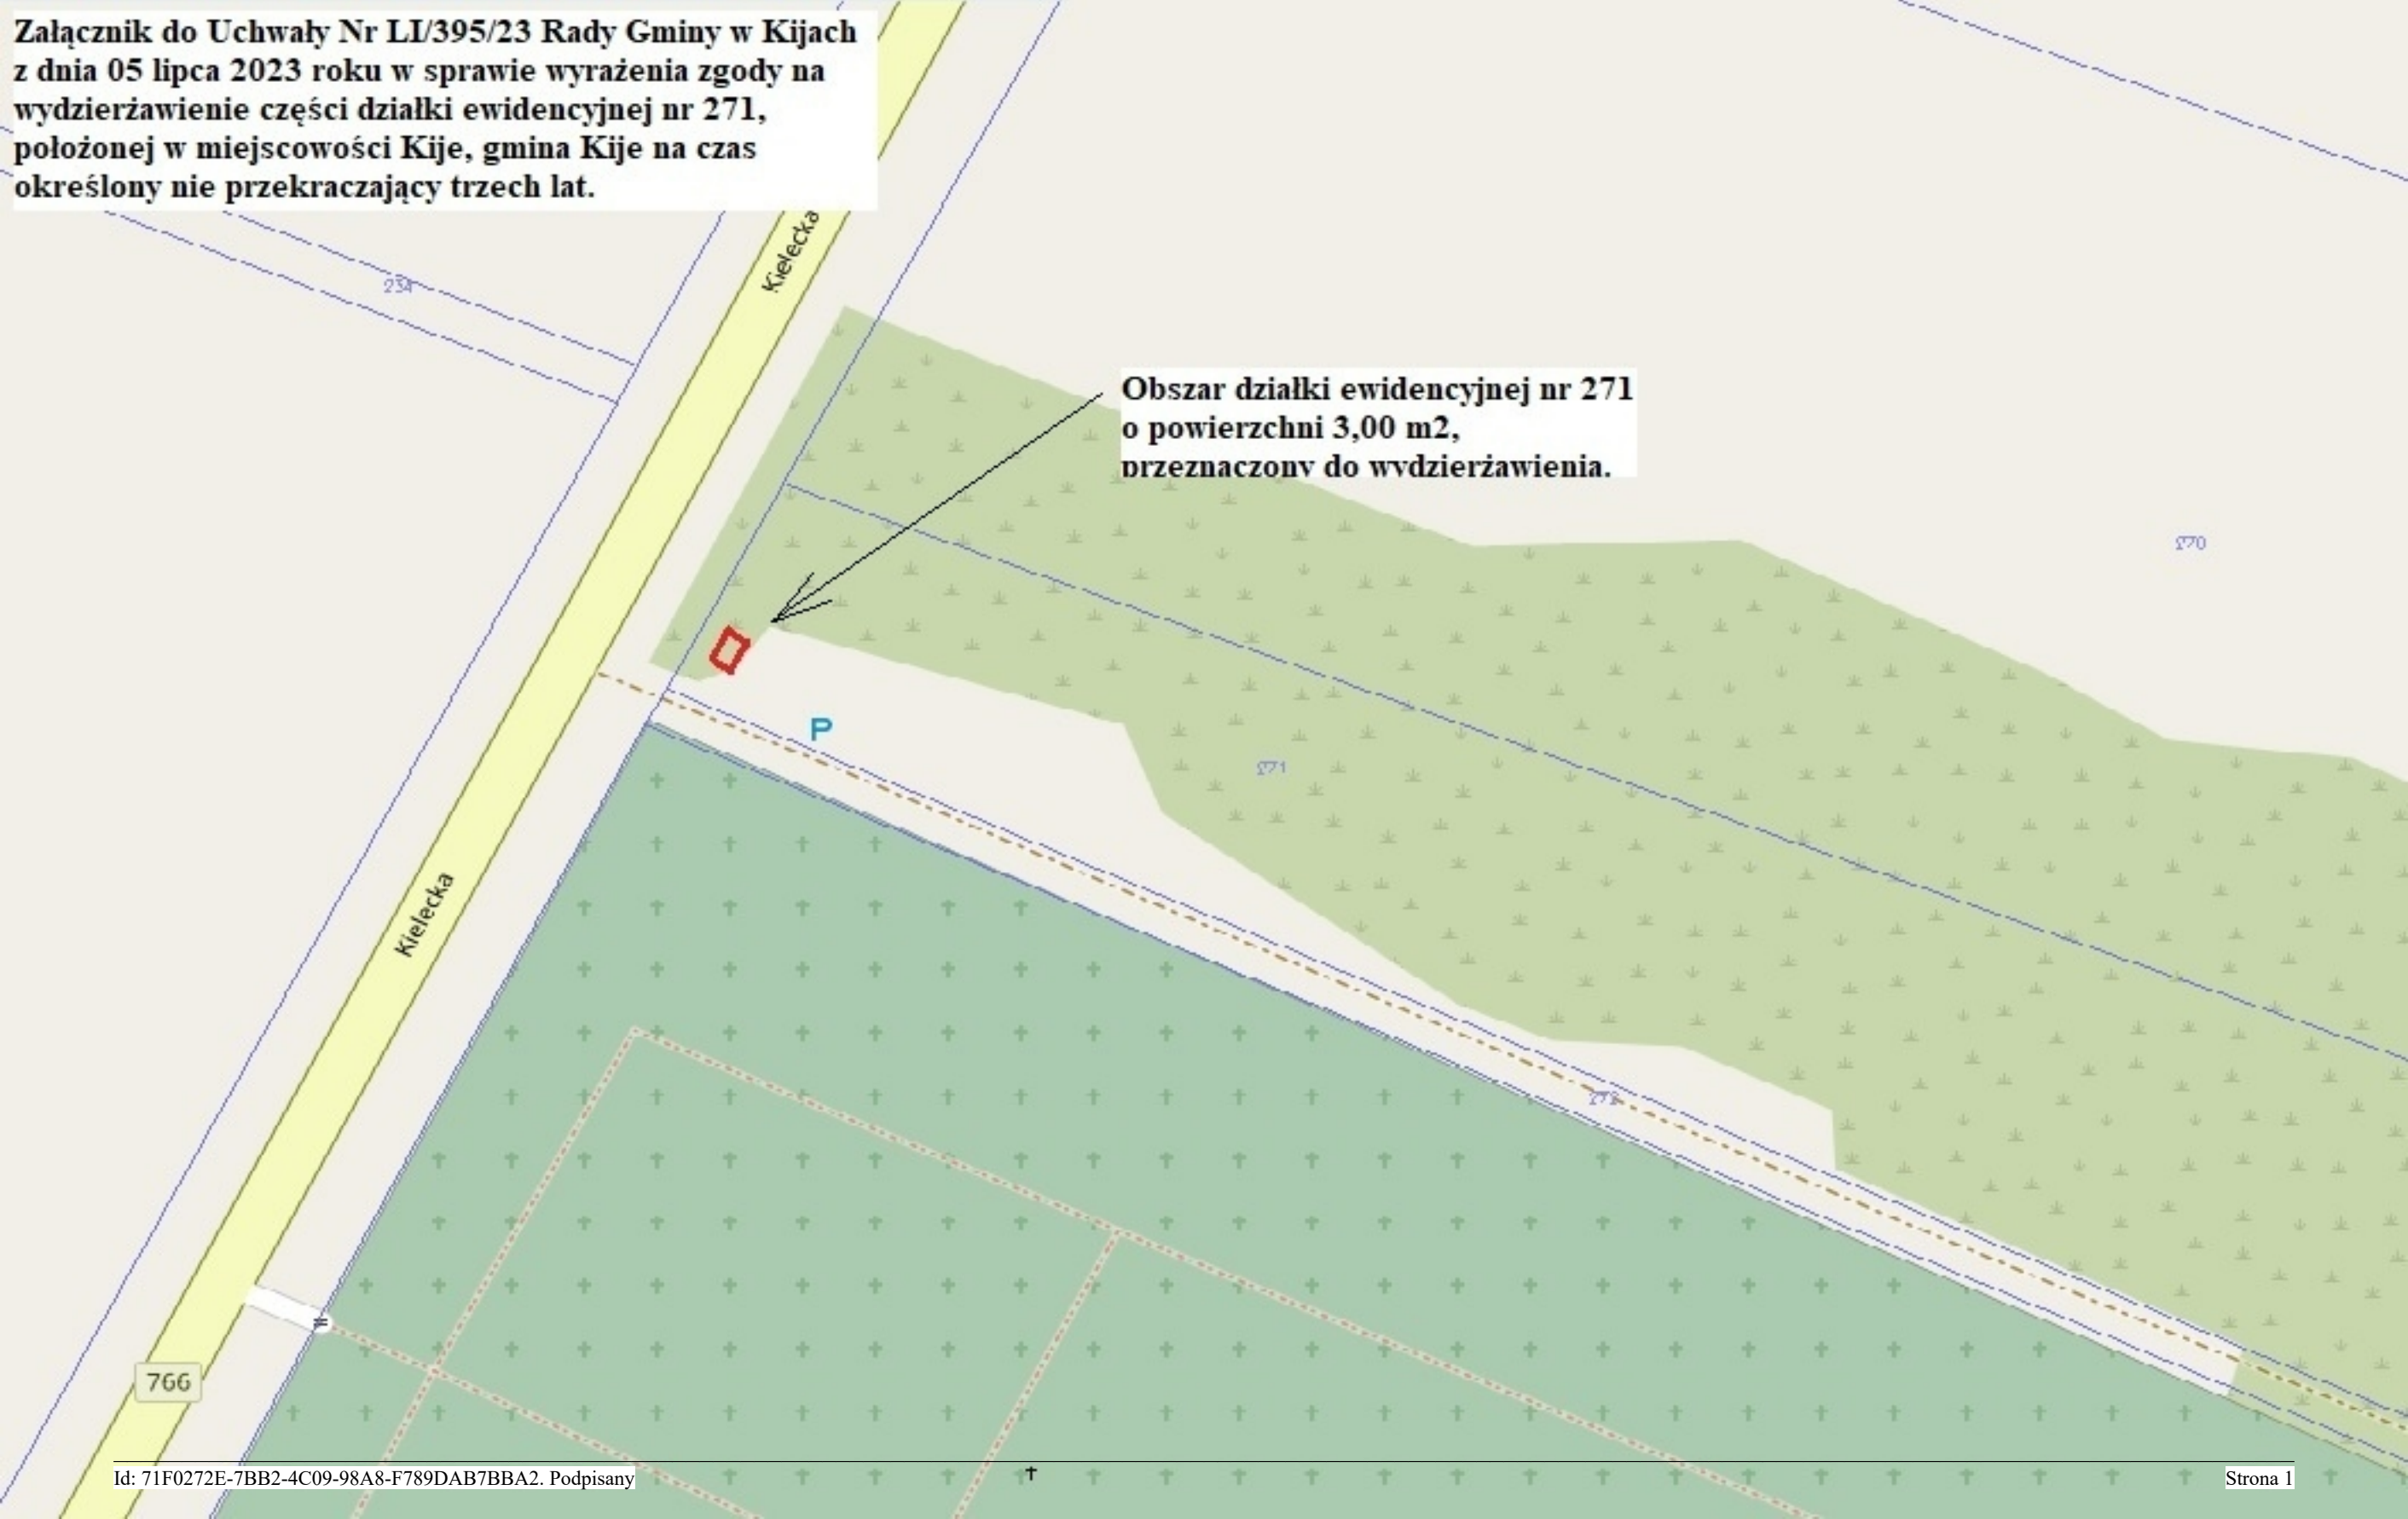 Załącznik do Uchwały Nr LI/395/23 Rady Gminy w Kijach
z dnia 05 lipca 2023 roku w sprawie wyrażenia zgody na
wydzierżawienie części działki ewidencyjnej nr 271,
położonej w miejscowości Kije, gmina Kije na czas
określony nie przekraczający trzech lat.
Kielecka
234
Obszar działki ewidencyjnej nr 271
o powierzchni 3,00 m2,
przeznaczony do wydzierżawienia.
270
P
271
Kielecka
272
766
Id: 71F0272E-7BB2-4C09-98A8-F789DAB7BBA2. Podpisany
Strona 1